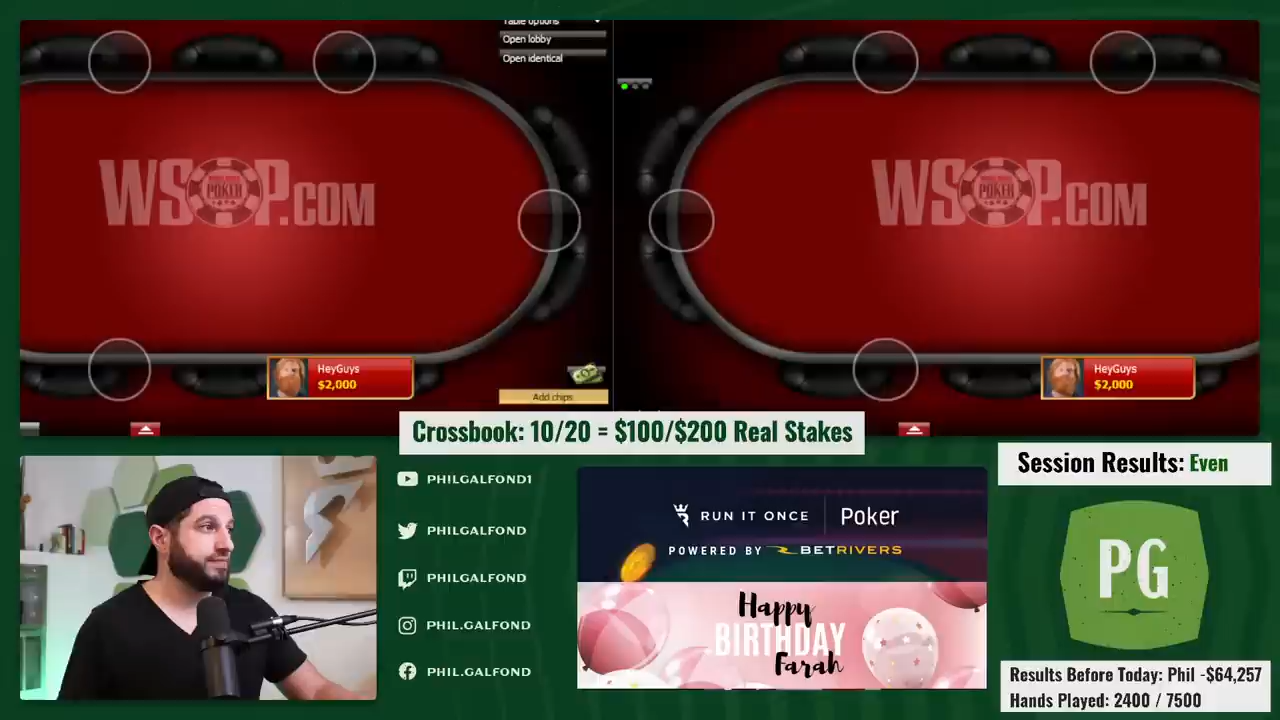 Table options
Open lobby
Open identical
WSOP.COM
POKER
WSOP.COM
POKER
HeyGuys
$2,000
Add chips
HeyGuys
$2,000
Crossbook: 10/20 = $100/$200 Real Stakes
Session Results: Even
PHILGALFOND1
PHILGALFOND
PHILGALFOND
PHIL.GALFOND
PHIL.GALFOND
RUN IT ONCE Poker
POWERED BY BETRIVERS
Happy
BIRTHDAY
Farah
PG
Results Before Today: Phil -$64,257
Hands Played: 2400 / 7500